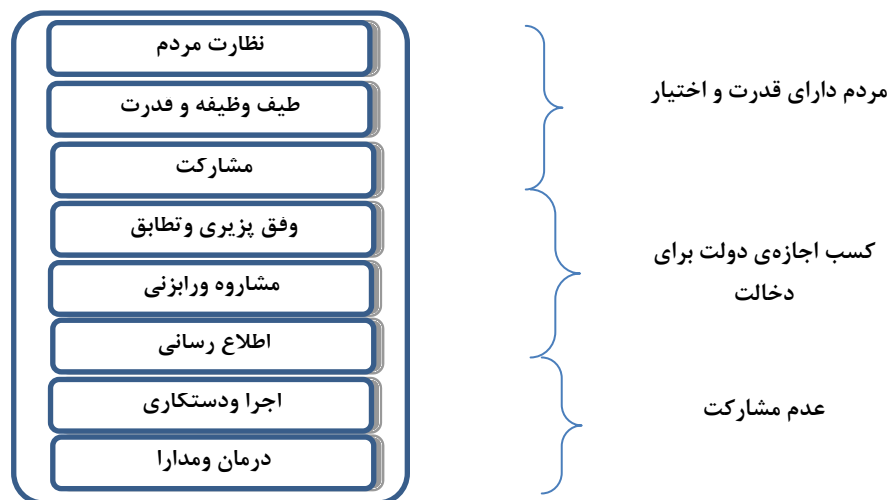 نظارت مردم
طیف وظیفه و قدرت
مشارکت
وفق پزیری وتطابق
مشاروه ورابزنی
اطلاع رسانی
اجرا ودستکاری
درمان ومدارا
مردم دارای قدرت و اختیار
کسب اجازه‌ی دولت برای
دخالت
عدم مشارکت